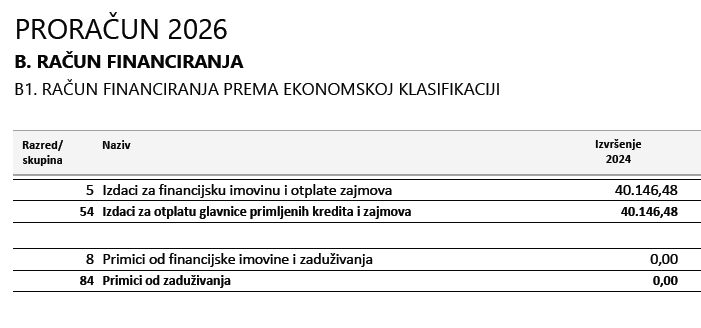 PRORAČUN 2026
B. RAČUN FINANCIRANJA
B1. RAČUN FINANCIRANJA PREMA EKONOMSKOJ KLASIFIKACIJI
Razred/ skupina Naziv Izvršenje 2024
5 Izdaci za financijsku imovinu i otplate zajmova 40.146,48
54 Izdaci za otplatu glavnice primljenih kredita i zajmova 40.146,48
8 Primici od financijske imovine i zaduživanja 0,00
84 Primici od zaduživanja 0,00